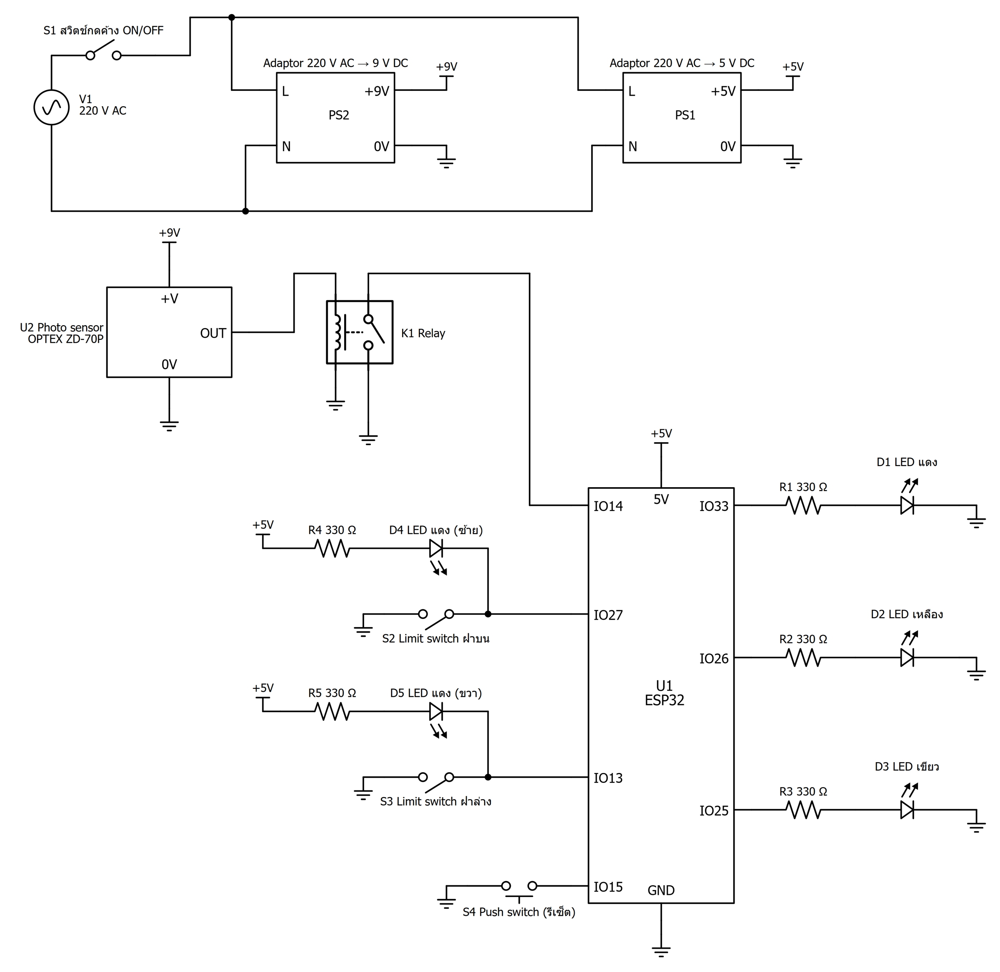 S1 สวิตช์กดค้าง ON/OFF
V1
220 V AC
Adaptor 220 V AC → 9 V DC
L
+9V
PS2
N
0V
+9V
Adaptor 220 V AC → 5 V DC
L
+5V
PS1
N
0V
+5V
+9V
+V
U2 Photo sensor
OPTEX ZD-70P
OUT
0V
K1 Relay
+5V
5V
IO14
IO33
R1 330 Ω
D1 LED แดง
+5V
R4 330 Ω
D4 LED แดง (ซ้าย)
IO27
S2 Limit switch ฝาบน
IO26
R2 330 Ω
D2 LED เหลือง
U1
ESP32
+5V
R5 330 Ω
D5 LED แดง (ขวา)
IO13
S3 Limit switch ฝาล่าง
IO25
R3 330 Ω
D3 LED เขียว
IO15
GND
S4 Push switch (รีเซ็ต)